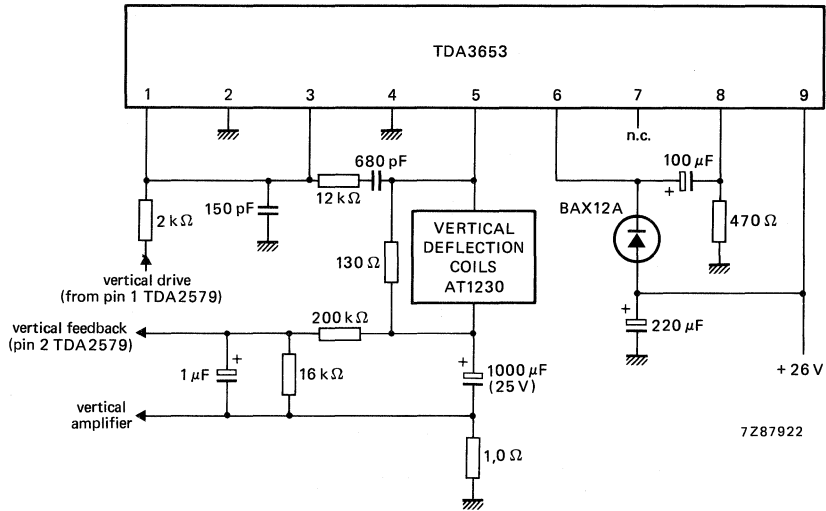 TDA3653
1 2 3 4 5 6 7 8 9
n.c.
680 pF
100 µF
+
12 kΩ
150 pF
2 kΩ
BAX12A
470 Ω
VERTICAL
DEFLECTION
COILS
AT1230
130 Ω
vertical drive
(from pin 1 TDA2579)
+
220 µF
200 kΩ
vertical feedback
(pin 2 TDA2579)
+
1 µF
16 kΩ
+
1000 µF
(25 V)
+ 26 V
vertical
amplifier
7Z87922
1,0 Ω